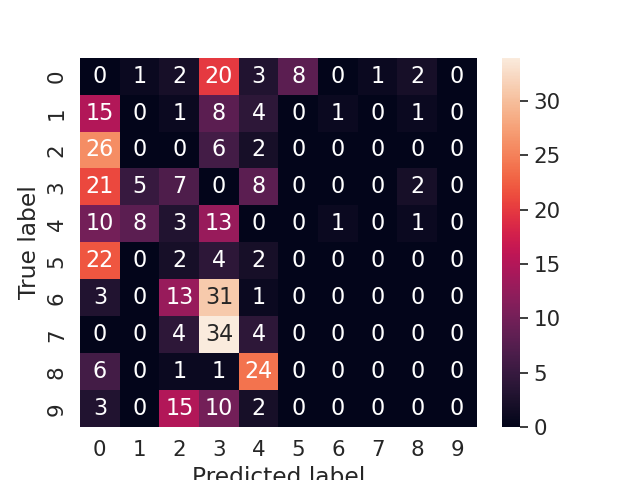 0 0 1 2 20 3 8 0 1 2 0
1 15 0 1 8 4 0 1 0 1 0
2 26 0 0 6 2 0 0 0 0 0
3 21 5 7 0 8 0 0 0 2 0
4 10 8 3 13 0 0 1 0 1 0
5 22 0 2 4 2 0 0 0 0 0
6 3 0 13 31 1 0 0 0 0 0
7 0 0 4 34 4 0 0 0 0 0
8 6 0 1 1 24 0 0 0 0 0
9 3 0 15 10 2 0 0 0 0 0
0 1 2 3 4 5 6 7 8 9
True label
Predicted label
30
25
20
15
10
5
0